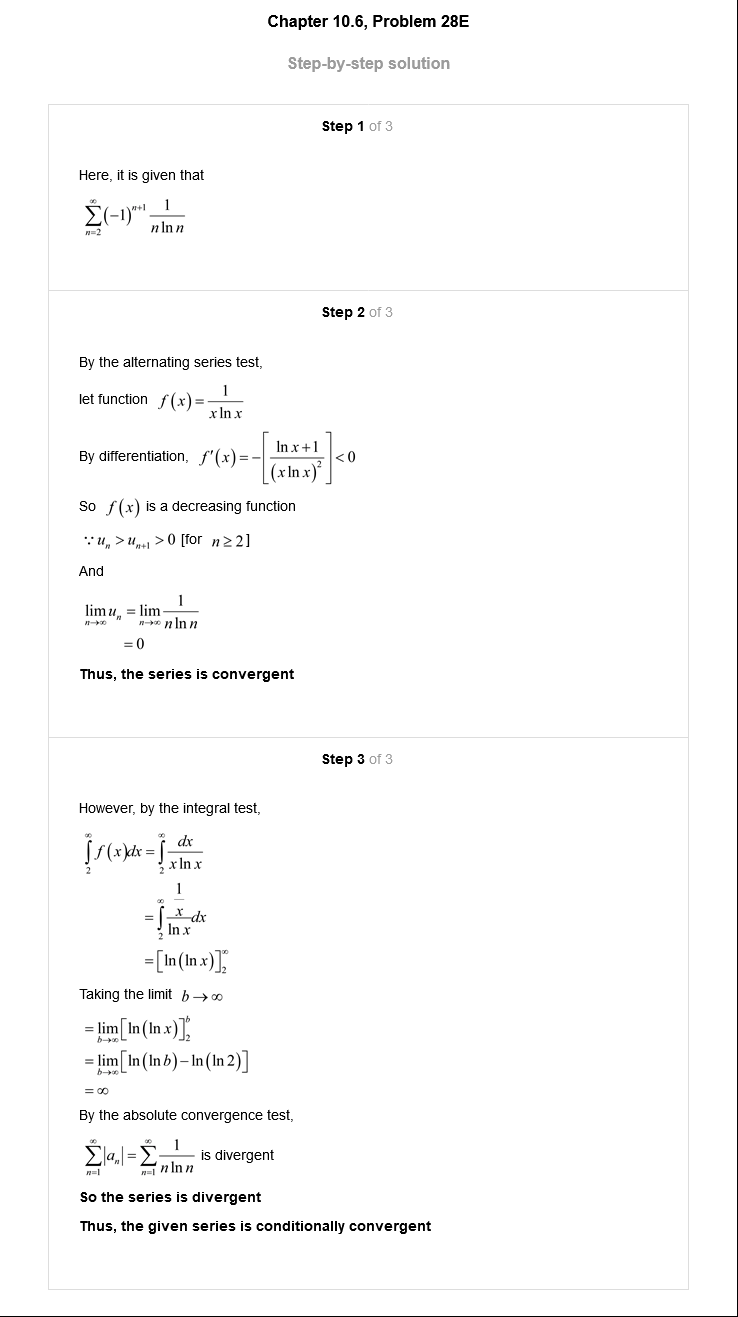 Chapter 10.6, Problem 28E
Step-by-step solution
Step 1 of 3
Here, it is given that
$\sum_{n=2}^{\infty}(-1)^{n+1}\frac{1}{n\ln n}$
Step 2 of 3
By the alternating series test,
let function $f(x)=\frac{1}{x\ln x}$
By differentiation, $f'(x)=-\left[\frac{\ln x+1}{(x\ln x)^2}\right]<0$
So $f(x)$ is a decreasing function
$\because u_n>u_{n+1}>0$ [for $n\geq 2$]
And
$\lim_{n\to\infty}u_n=\lim_{n\to\infty}\frac{1}{n\ln n}$
$=0$
Thus, the series is convergent
Step 3 of 3
However, by the integral test,
$\int_{2}^{\infty}f(x)dx=\int_{2}^{\infty}\frac{dx}{x\ln x}$
$=\int_{2}^{\infty}\frac{\frac{1}{x}}{\ln x}dx$
$=\left[\ln(\ln x)\right]_{2}^{\infty}$
Taking the limit $b\to\infty$
$=\lim_{b\to\infty}\left[\ln(\ln x)\right]_{2}^{b}$
$=\lim_{b\to\infty}\left[\ln(\ln b)-\ln(\ln 2)\right]$
$=\infty$
By the absolute convergence test,
$\sum_{n=1}^{\infty}|a_n|=\sum_{n=1}^{\infty}\frac{1}{n\ln n}$ is divergent
So the series is divergent
Thus, the given series is conditionally convergent